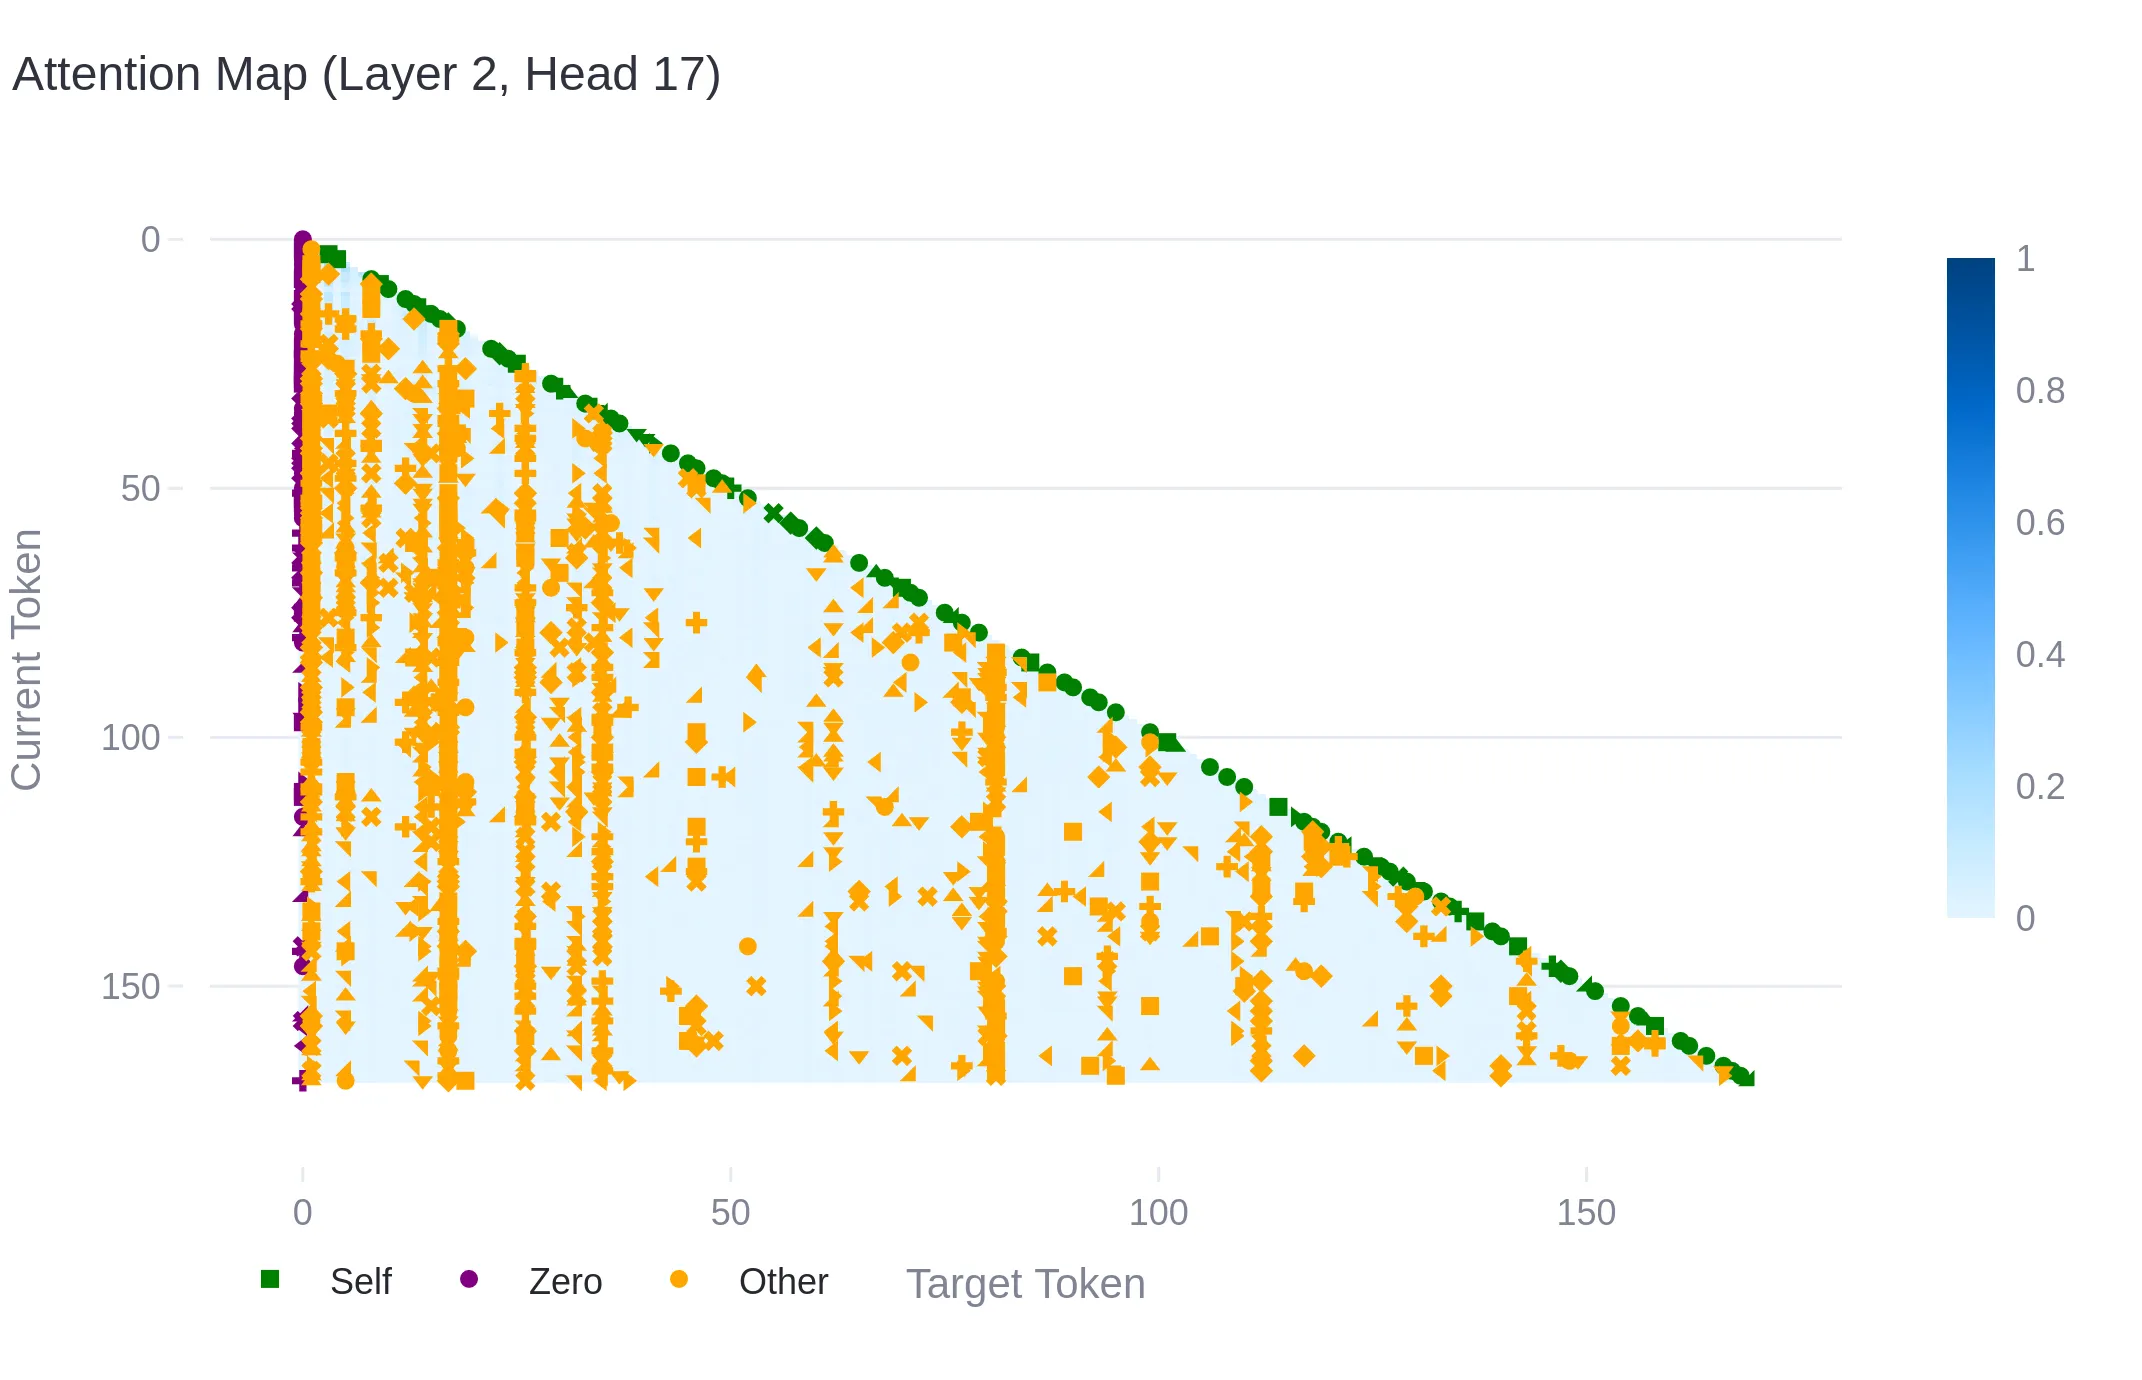 Attention Map (Layer 2, Head 17)
0
50
100
150
Current Token
0
50
100
150
Target Token
Self
Zero
Other
1
0.8
0.6
0.4
0.2
0